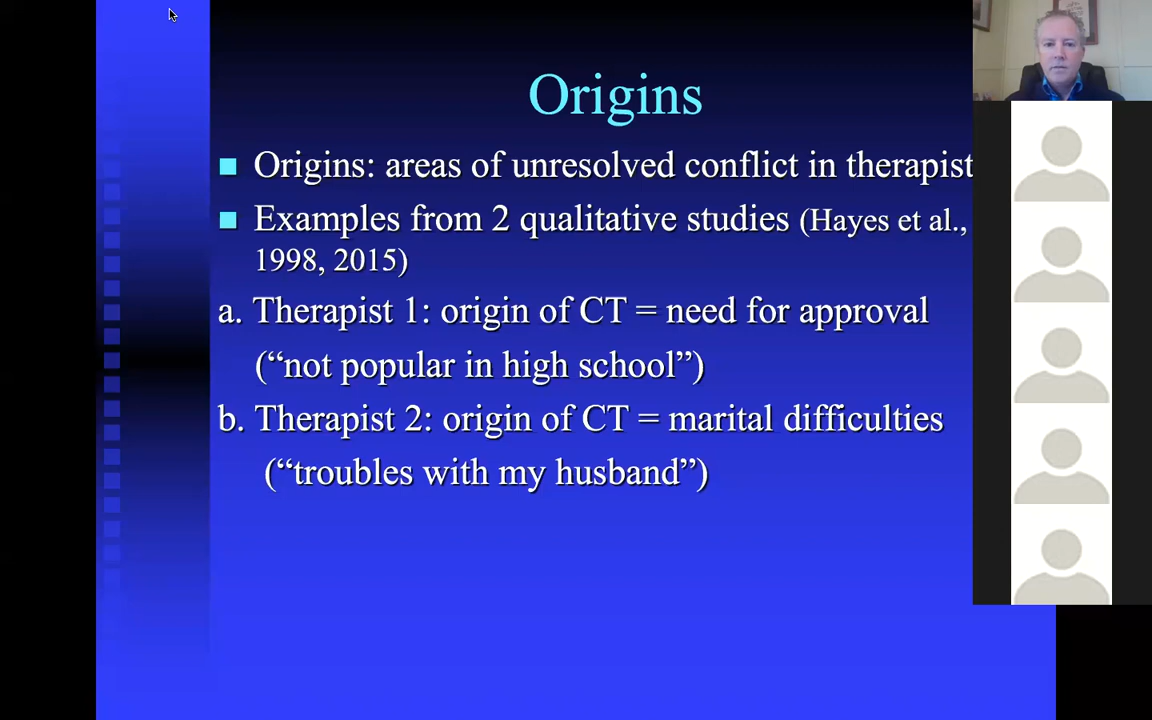 Origins
Origins: areas of unresolved conflict in therapist
Examples from 2 qualitative studies (Hayes et al.,
1998, 2015)
a. Therapist 1: origin of CT = need for approval
(“not popular in high school”)
b. Therapist 2: origin of CT = marital difficulties
(“troubles with my husband”)